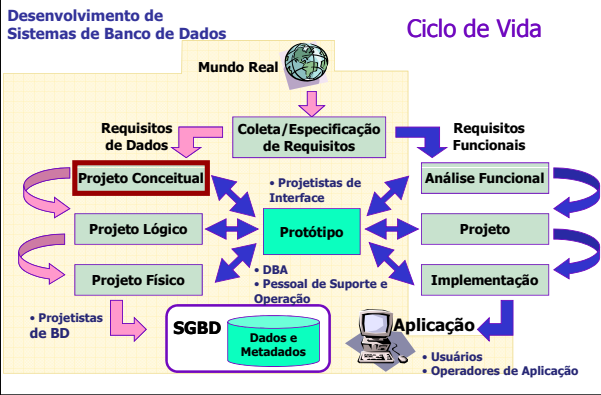 Desenvolvimento de
Sistemas de Banco de Dados
Ciclo de Vida
Mundo Real
Requisitos
de Dados
Coleta/Especificação
de Requisitos
Requisitos
Funcionais
Projeto Conceitual
• Projetistas de
Interface
Análise Funcional
Projeto Lógico
Protótipo
Projeto
Projeto Físico
• DBA
• Pessoal de Suporte e
Operação
Implementação
• Projetistas
de BD
SGBD
Dados e
Metadados
Aplicação
• Usuários
• Operadores de Aplicação